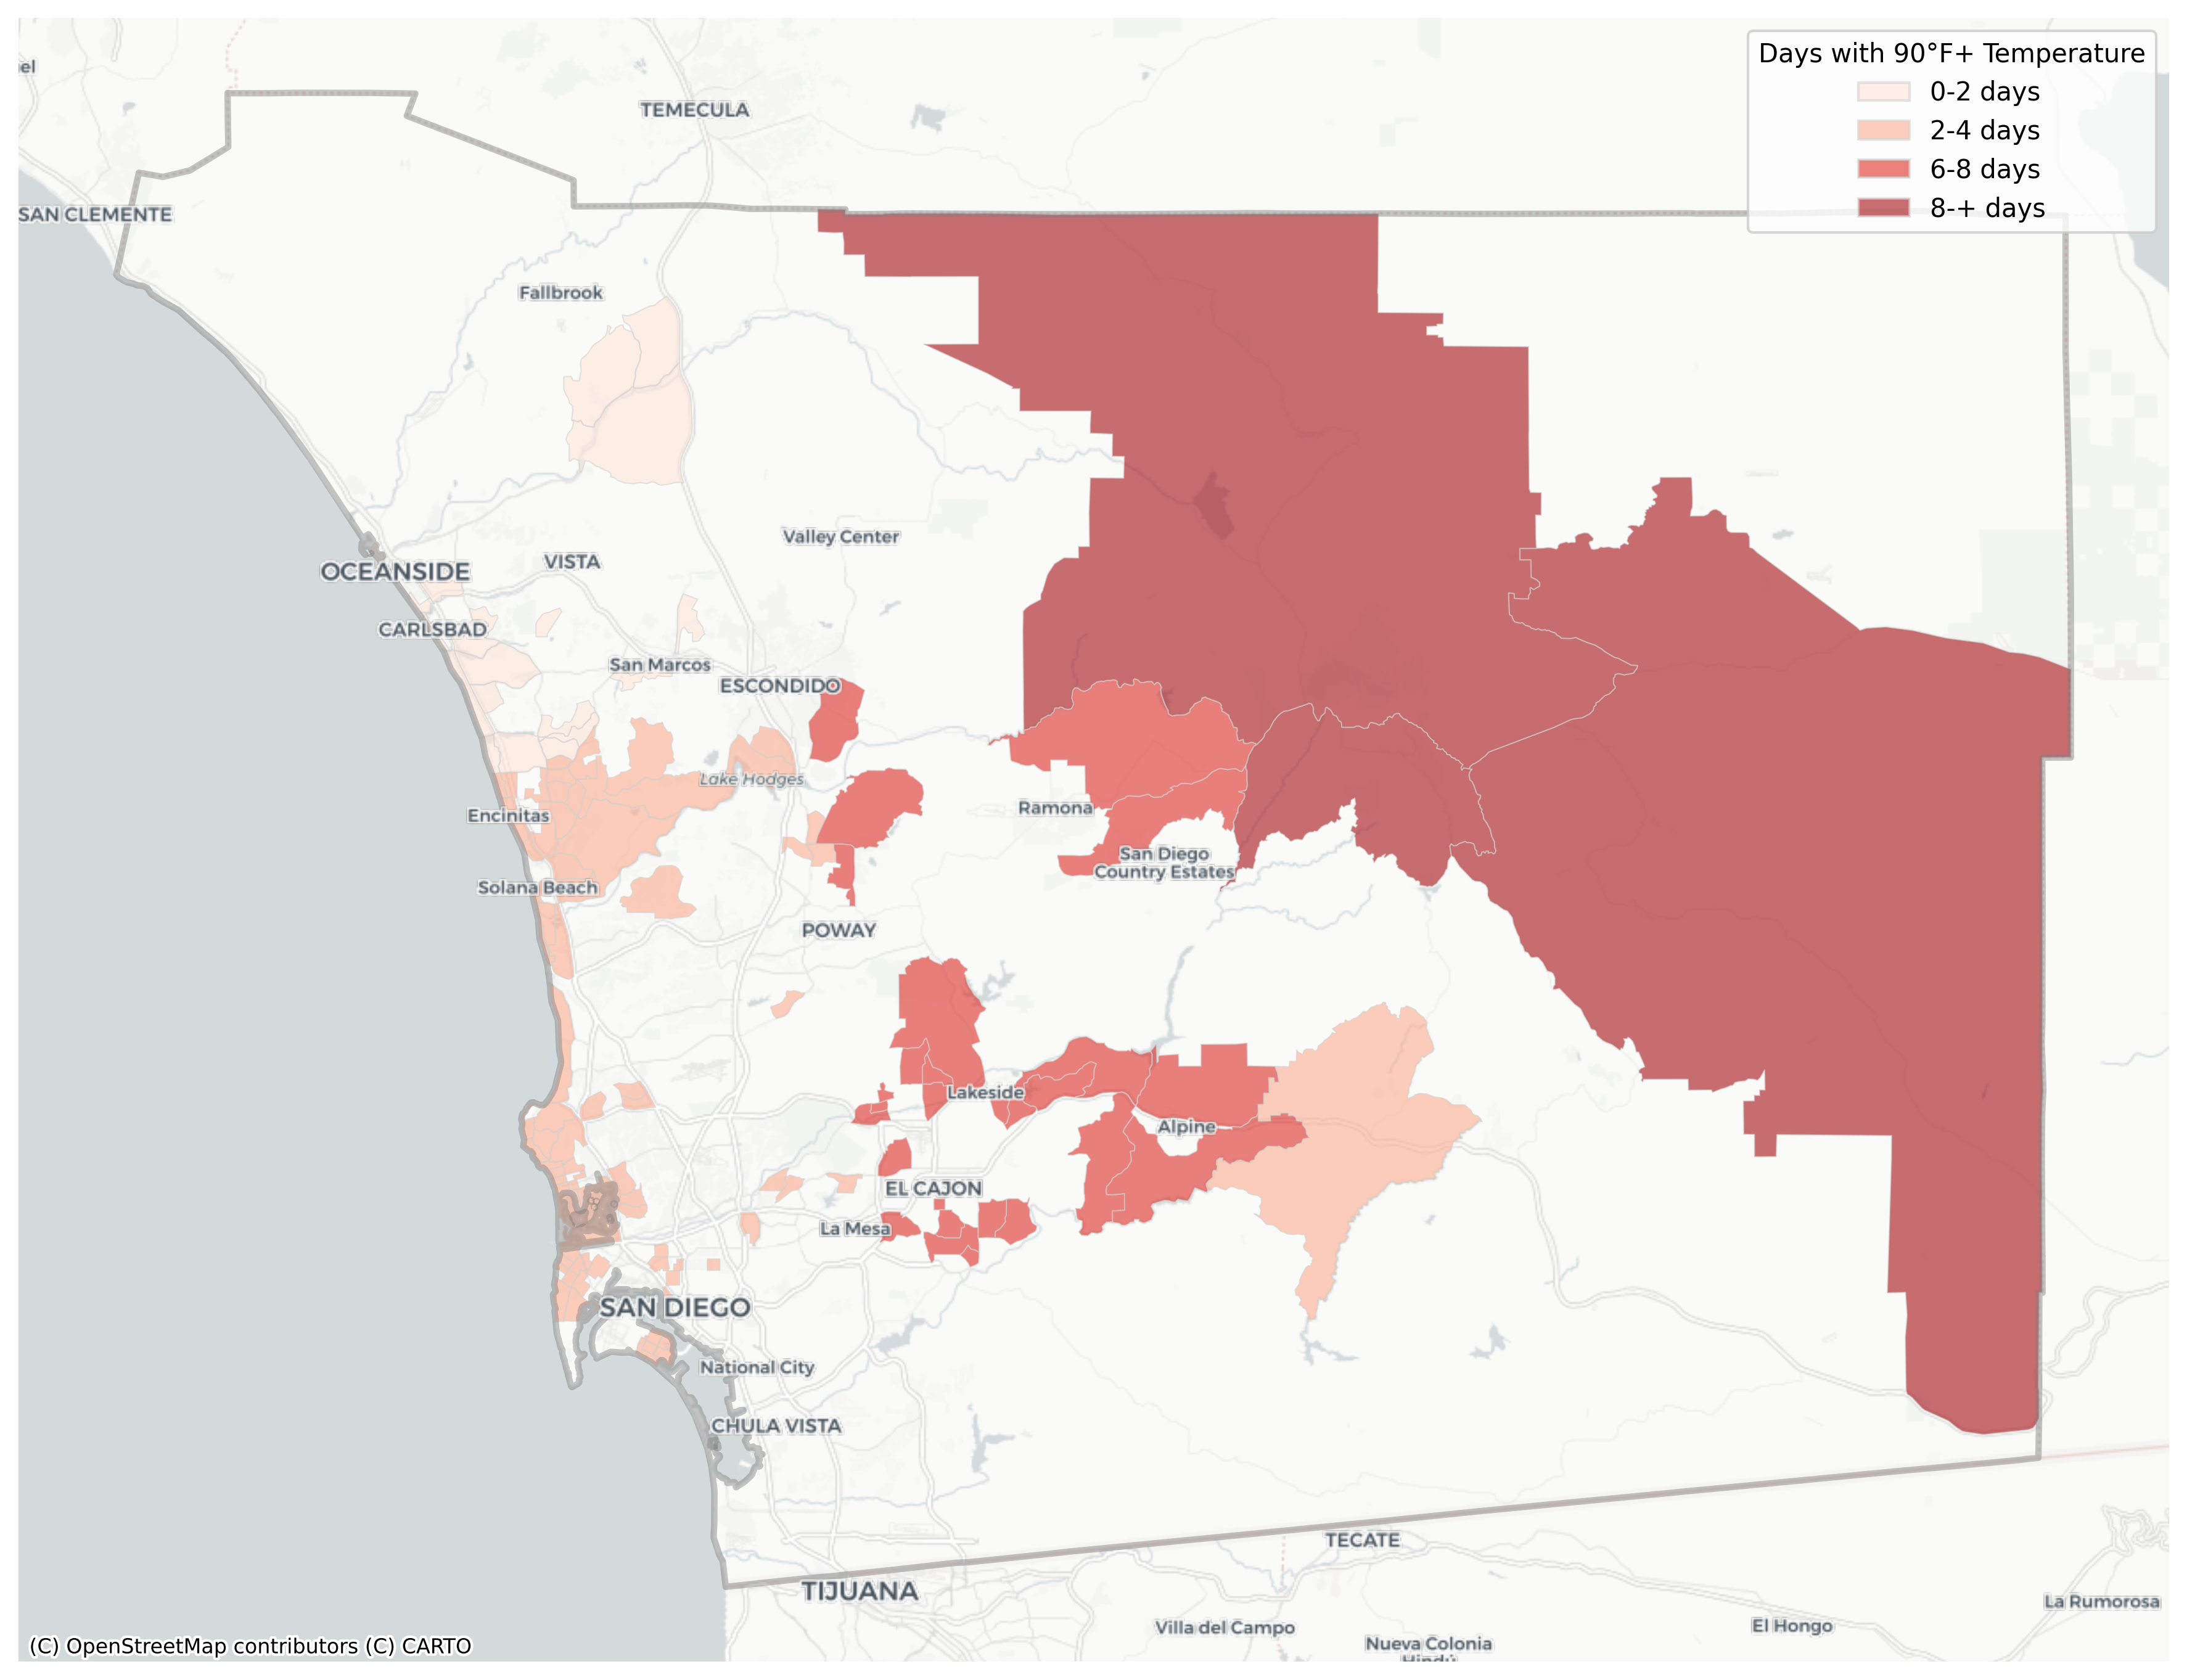 Days with 90°F+ Temperature
0-2 days
2-4 days
6-8 days
8-+ days
el
TEMECULA
SAN CLEMENTE
Fallbrook
Valley Center
VISTA
OCEANSIDE
CARLSBAD
San Marcos
ESCONDIDO
Lake Hodges
Encinitas
Ramona
San Diego
Country Estates
Solana Beach
POWAY
Lakeside
Alpine
EL CAJON
La Mesa
SAN DIEGO
National City
CHULA VISTA
TECATE
TIJUANA
La Rumorosa
Villa del Campo
El Hongo
Nueva Colonia
Hindú
(C) OpenStreetMap contributors (C) CARTO